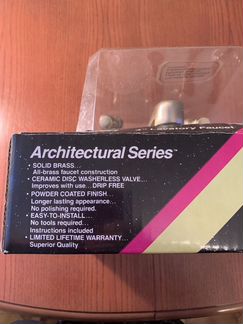 Lavatory Faucet
Architectural Series™
• SOLID BRASS...
All-brass faucet construction
• CERAMIC DISC WASHERLESS VALVE...
Improves with use... DRIP FREE
• POWDER COATED FINISH...
Longer lasting appearance...
No polishing required.
• EASY-TO-INSTALL...
No tools required.
Instructions included
• LIMITED LIFETIME WARRANTY...
Superior Quality